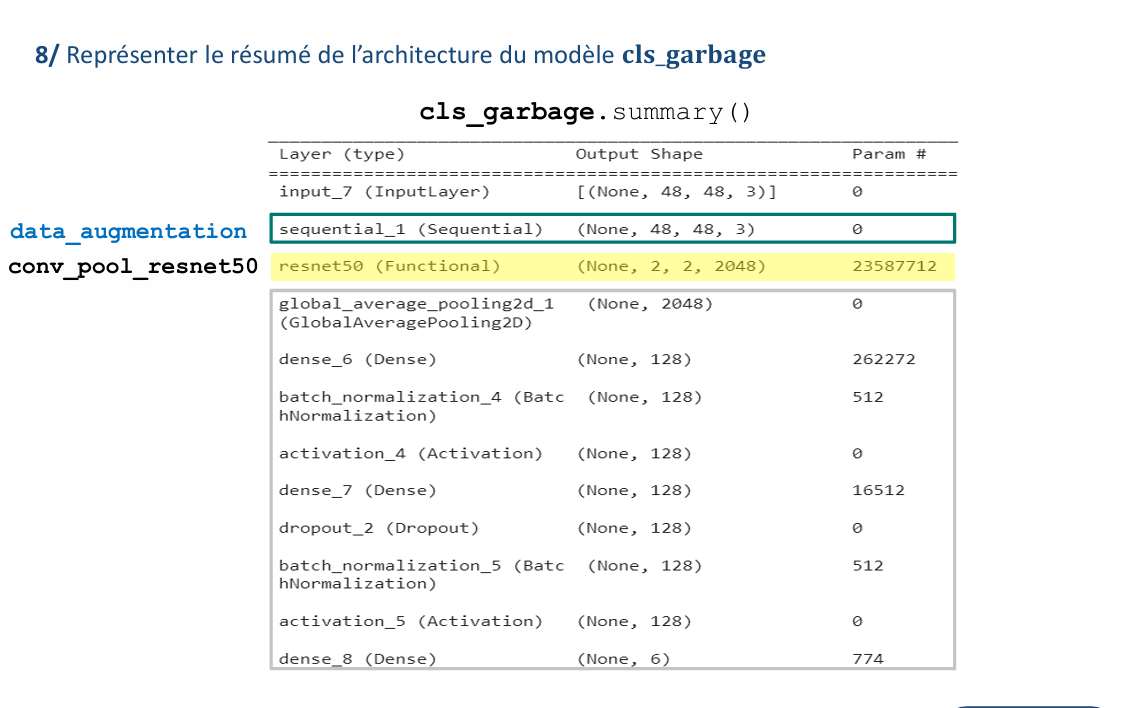 8/ Représenter le résumé de l’architecture du modèle cls_garbage
cls_garbage.summary()
Layer (type) Output Shape Param #
=================================================================
input_7 (InputLayer) [(None, 48, 48, 3)] 0
data_augmentation sequential_1 (Sequential) (None, 48, 48, 3) 0
conv_pool_resnet50 resnet50 (Functional) (None, 2, 2, 2048) 23587712
global_average_pooling2d_1 (None, 2048) 0
(GlobalAveragePooling2D)
dense_6 (Dense) (None, 128) 262272
batch_normalization_4 (Batc (None, 128) 512
hNormalization)
activation_4 (Activation) (None, 128) 0
dense_7 (Dense) (None, 128) 16512
dropout_2 (Dropout) (None, 128) 0
batch_normalization_5 (Batc (None, 128) 512
hNormalization)
activation_5 (Activation) (None, 128) 0
dense_8 (Dense) (None, 6) 774